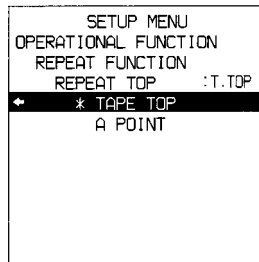 SETUP MENU
OPERATIONAL FUNCTION
REPEAT FUNCTION
REPEAT TOP :T.TOP
* TAPE TOP
A POINT